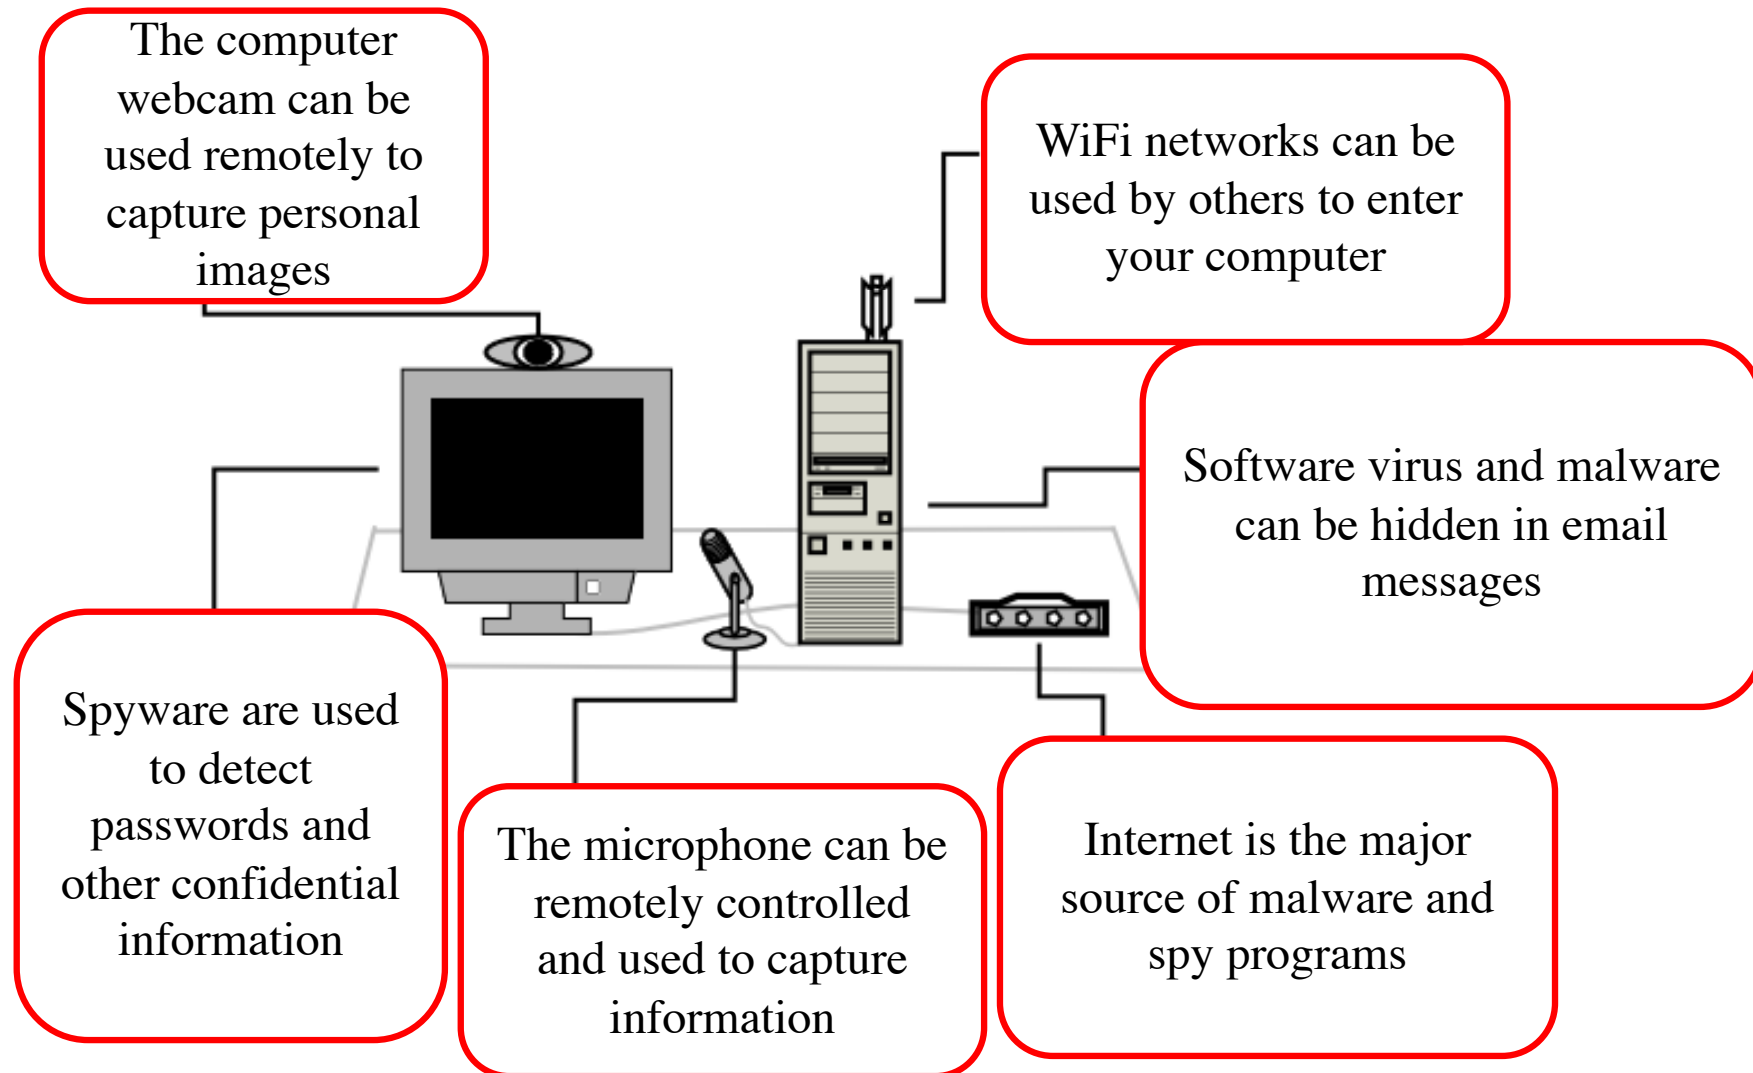 The computer
webcam can be
used remotely to
capture personal
images
WiFi networks can be
used by others to enter
your computer
Software virus and malware
can be hidden in email
messages
Spyware are used
to detect
passwords and
other confidential
information
The microphone can be
remotely controlled
and used to capture
information
Internet is the major
source of malware and
spy programs